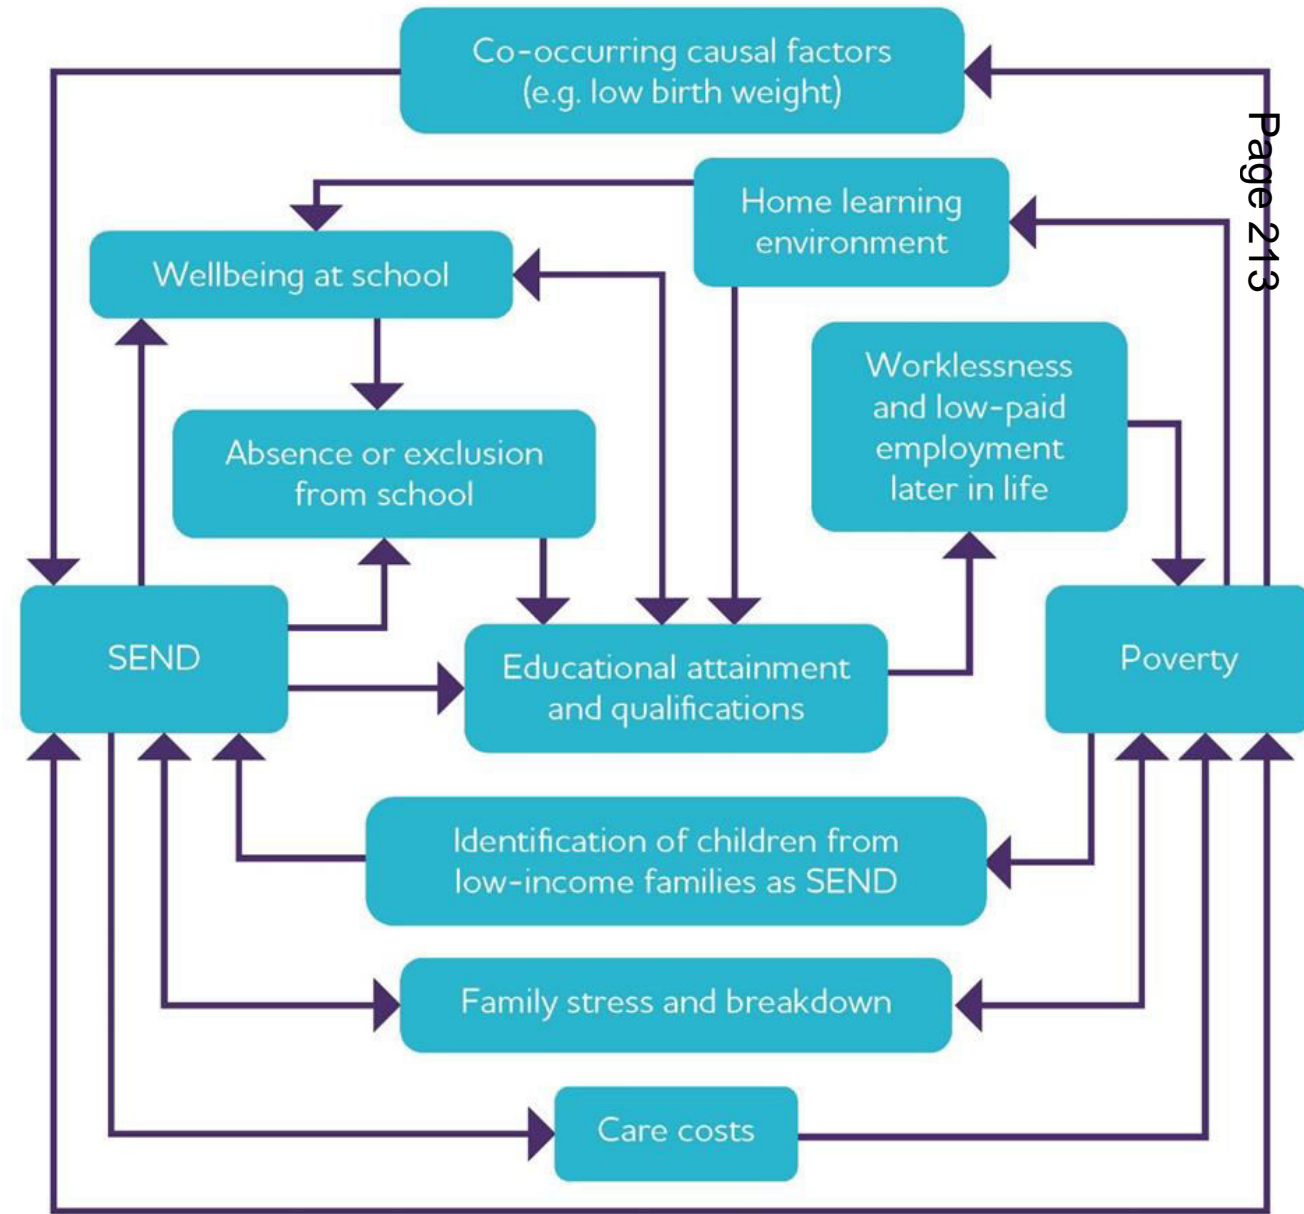 Co-occurring causal factors
(e.g. low birth weight)
Page 213
Home learning
environment
Wellbeing at school
Worklessness
and low-paid
employment
later in life
Absence or exclusion
from school
SEND
Educational attainment
and qualifications
Poverty
Identification of children from
low-income families as SEND
Family stress and breakdown
Care costs